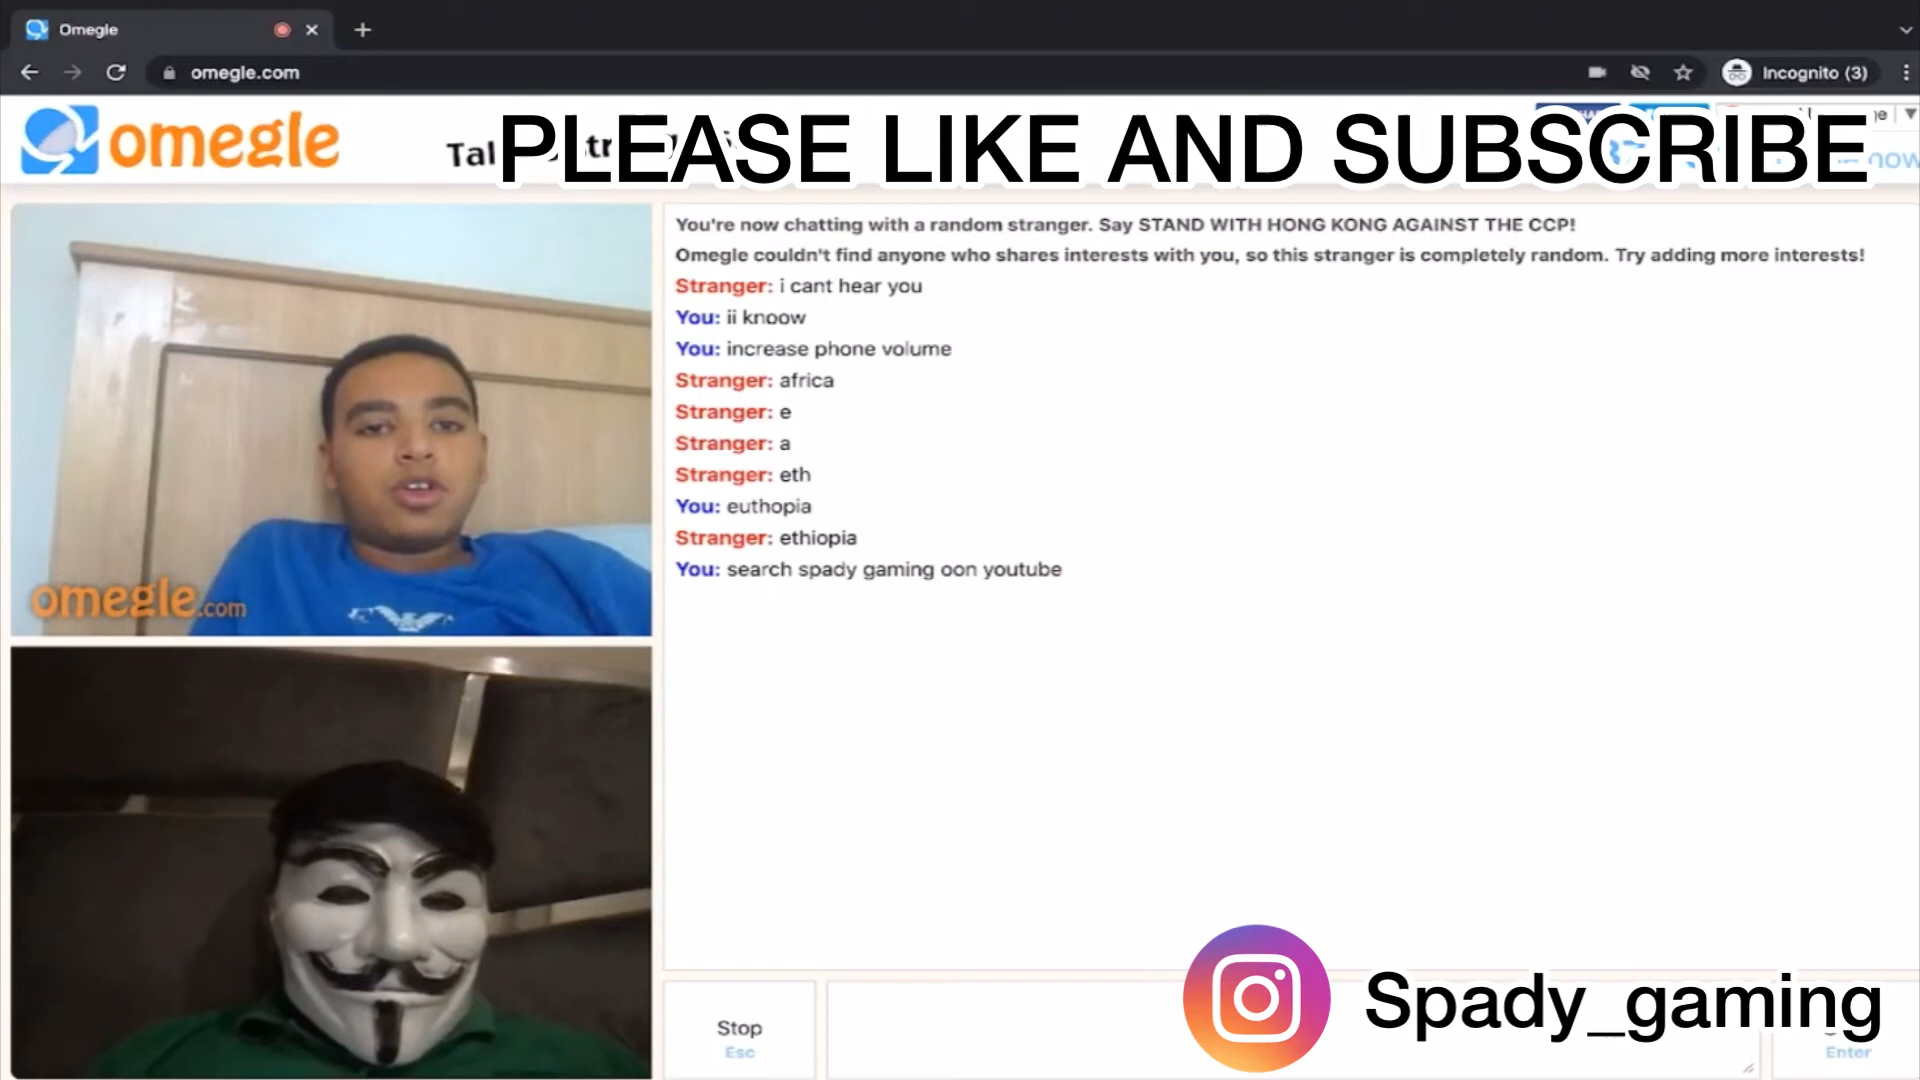 Omegle
omegle.com
Incognito (3)
omegle
PLEASE LIKE AND SUBSCRIBE
You're now chatting with a random stranger. Say STAND WITH HONG KONG AGAINST THE CCP!
Omegle couldn't find anyone who shares interests with you, so this stranger is completely random. Try adding more interests!
Stranger: i cant hear you
You: ii knoow
You: increase phone volume
Stranger: africa
Stranger: e
Stranger: a
Stranger: eth
You: euthopia
Stranger: ethiopia
You: search spady gaming oon youtube
omegle.com
Stop
Esc
Spady_gaming
Enter